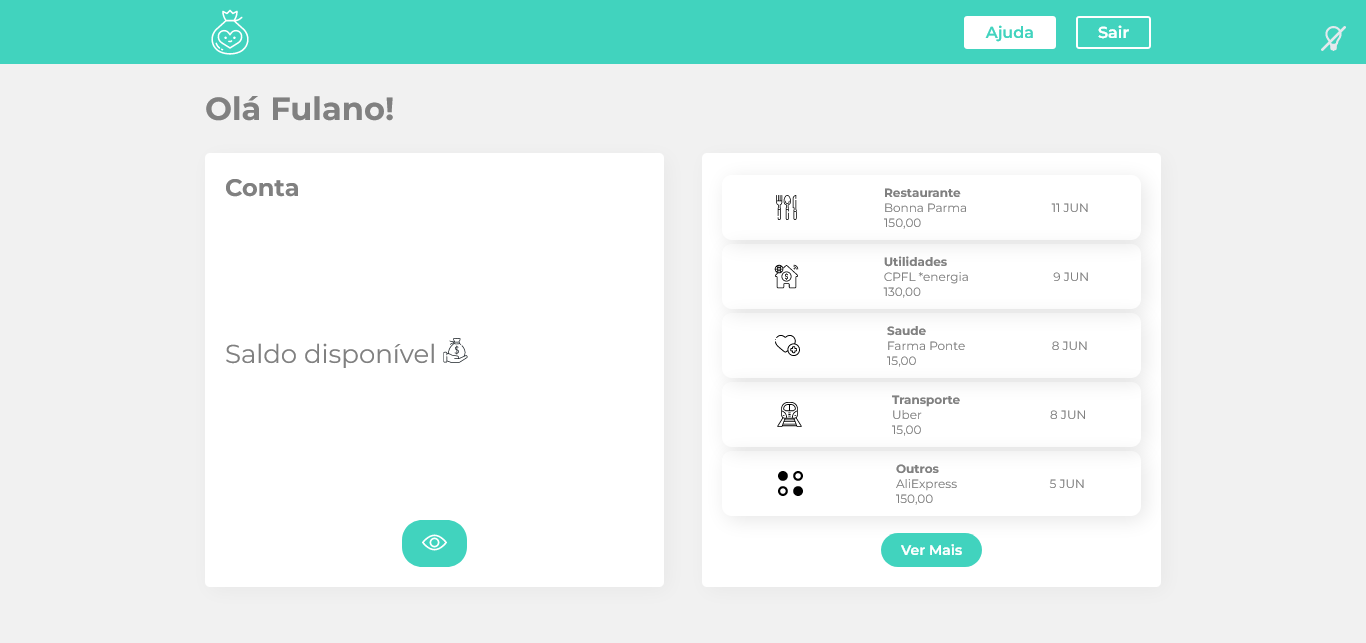 Ajuda
Sair
Olá Fulano!
Conta
Saldo disponível
Restaurante
Bonna Parma
150,00
11 JUN
Utilidades
CPFL *energia
130,00
9 JUN
Saude
Farma Ponte
15,00
8 JUN
Transporte
Uber
15,00
8 JUN
Outros
AliExpress
150,00
5 JUN
Ver Mais